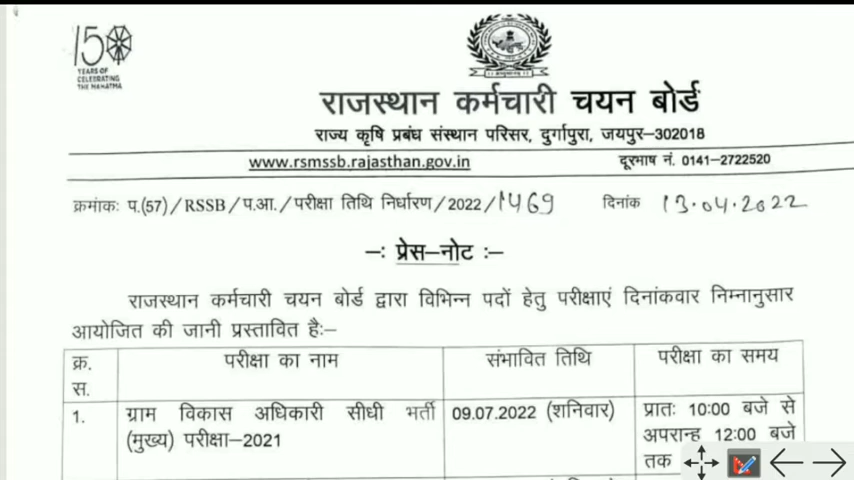 150
YEARS OF
CELEBRATING
THE MAHATMA
राजस्थान कर्मचारी चयन बोर्ड
राज्य कृषि प्रबंध संस्थान परिसर, दुर्गापुरा, जयपुर–302018
www.rsmssb.rajasthan.gov.in दूरभाष नं. 0141–2722520
क्रमांकः प.(57)/RSSB/प.आ./परीक्षा तिथि निर्धारण/2022/1469 दिनांक 13.04.2022
–: प्रेस–नोट :–
राजस्थान कर्मचारी चयन बोर्ड द्वारा विभिन्न पदों हेतु परीक्षाएं दिनांकवार निम्नानुसार
आयोजित की जानी प्रस्तावित हैः–
क्र. स. परीक्षा का नाम संभावित तिथि परीक्षा का समय
1. ग्राम विकास अधिकारी सीधी भर्ती 09.07.2022 (शनिवार) प्रातः 10:00 बजे से
(मुख्य) परीक्षा–2021 अपरान्ह 12:00 बजे
तक